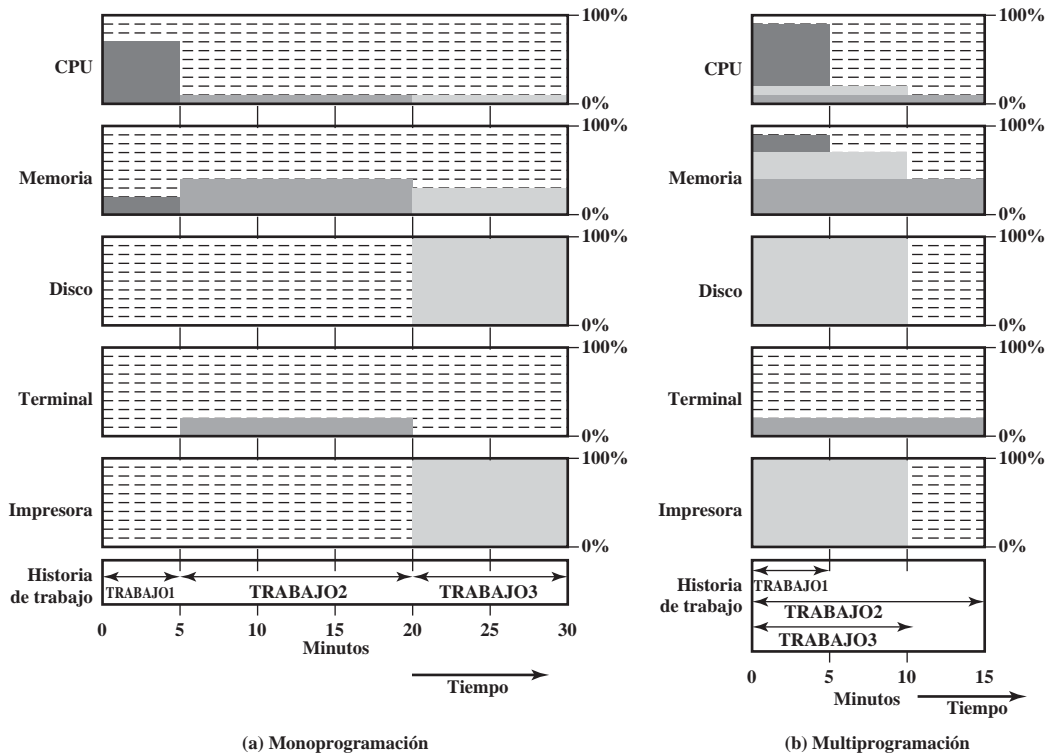 100%
CPU
0%
100%
Memoria
0%
100%
Disco
0%
100%
Terminal
0%
100%
Impresora
0%
Historia
de trabajo
TRABAJO1
TRABAJO2
TRABAJO3
0
5
10
15
20
25
30
Minutos
Tiempo
(a) Monoprogramación
100%
CPU
0%
100%
Memoria
0%
100%
Disco
0%
100%
Terminal
0%
100%
Impresora
0%
Historia
de trabajo
TRABAJO1
TRABAJO2
TRABAJO3
0
5
10
15
Minutos
Tiempo
(b) Multiprogramación